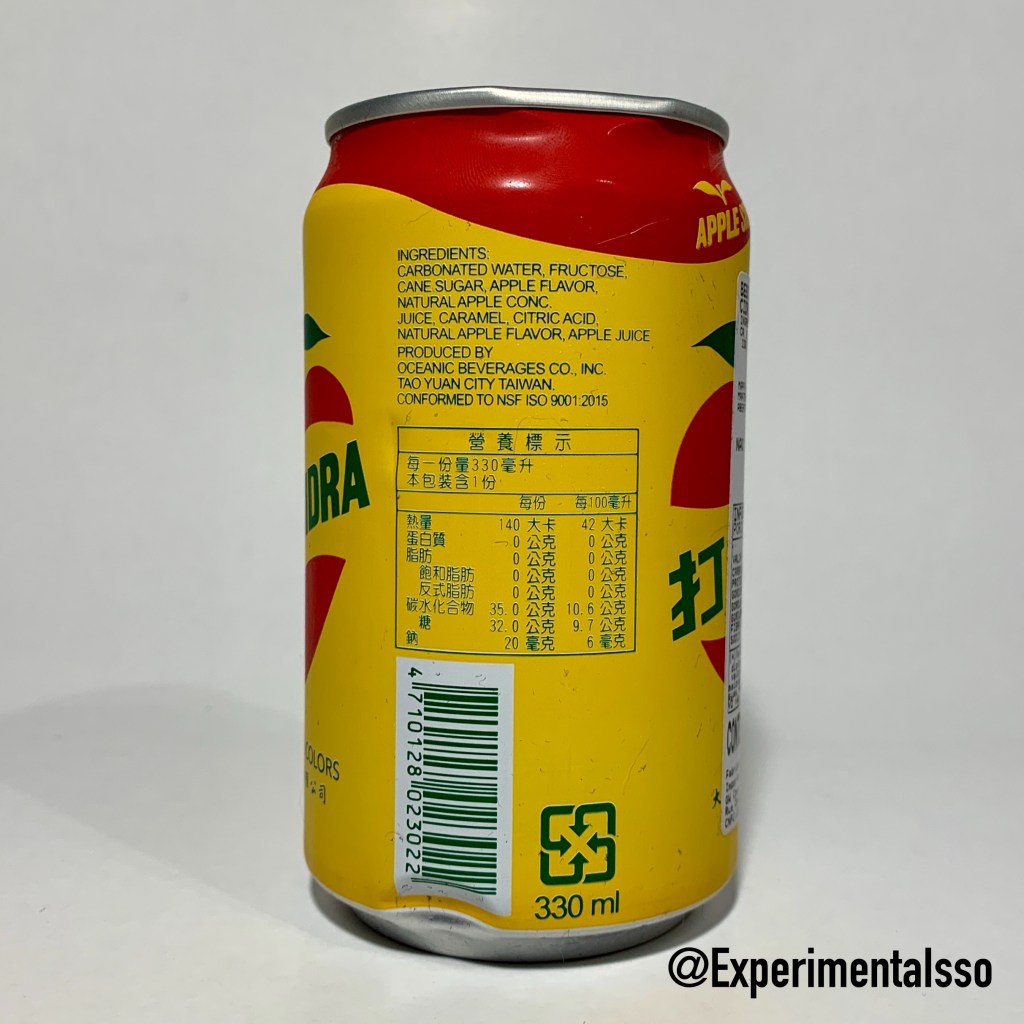 APPLE
INGREDIENTS:
CARBONATED WATER, FRUCTOSE,
CANE SUGAR, APPLE FLAVOR,
NATURAL APPLE CONC.
JUICE, CARAMEL, CITRIC ACID,
NATURAL APPLE FLAVOR, APPLE JUICE
PRODUCED BY
OCEANIC BEVERAGES CO., INC.
TAO YUAN CITY TAIWAN.
CONFORMED TO NSF ISO 9001:2015
營養標示
每一份量330毫升
本包裝含1份
每份 每100毫升
熱量 140 大卡 42 大卡
蛋白質 0 公克 0 公克
脂肪 0 公克 0 公克
飽和脂肪 0 公克 0 公克
反式脂肪 0 公克 0 公克
碳水化合物 35.0 公克 10.6 公克
糖 32.0 公克 9.7 公克
鈉 20 毫克 6 毫克
IDRA
打
COLORS
公司
大
4 710128 023022
330 ml
@Experimentalsso